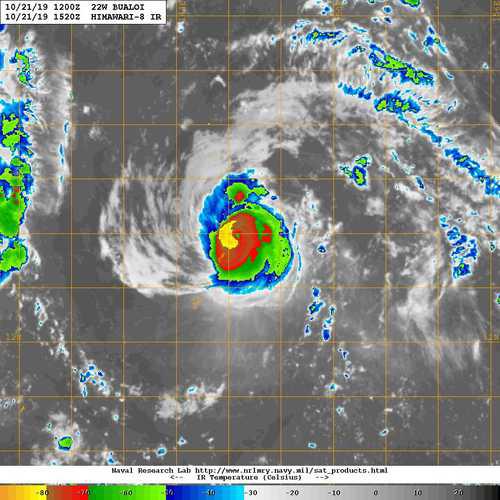 10/21/19 1200Z 22W BUALOI
10/21/19 1520Z HIMAWARI-8 IR
Naval Research Lab http://www.nrlmry.navy.mil/sat_products.html
<-- IR Temperature (Celsius) -->
-80 -70 -60 -50 -40 -30 -20 -10 0 10 20